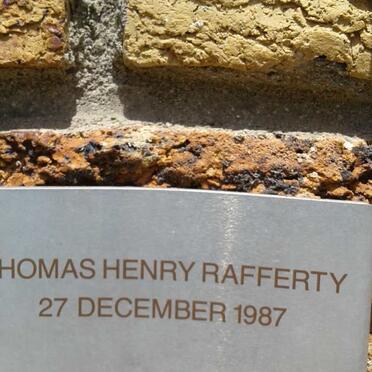 HOMAS HENRY RAFFERTY
27 DECEMBER 1987